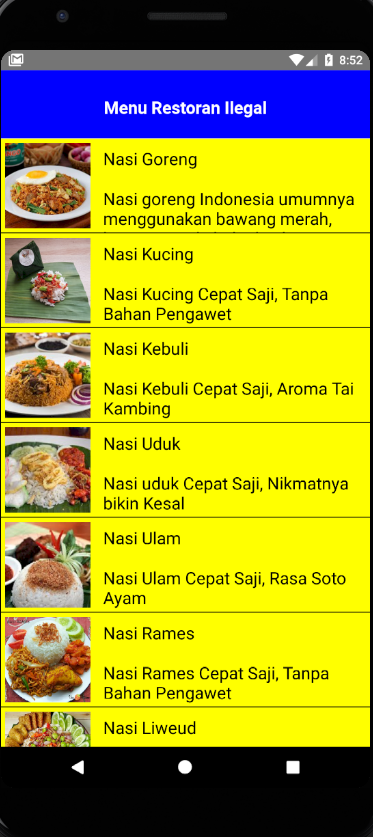 8:52
Menu Restoran Ilegal
Nasi Goreng
Nasi goreng Indonesia umumnya
menggunakan bawang merah,
Nasi Kucing
Nasi Kucing Cepat Saji, Tanpa
Bahan Pengawet
Nasi Kebuli
Nasi Kebuli Cepat Saji, Aroma Tai
Kambing
Nasi Uduk
Nasi uduk Cepat Saji, Nikmatnya
bikin Kesal
Nasi Ulam
Nasi Ulam Cepat Saji, Rasa Soto
Ayam
Nasi Rames
Nasi Rames Cepat Saji, Tanpa
Bahan Pengawet
Nasi Liweud